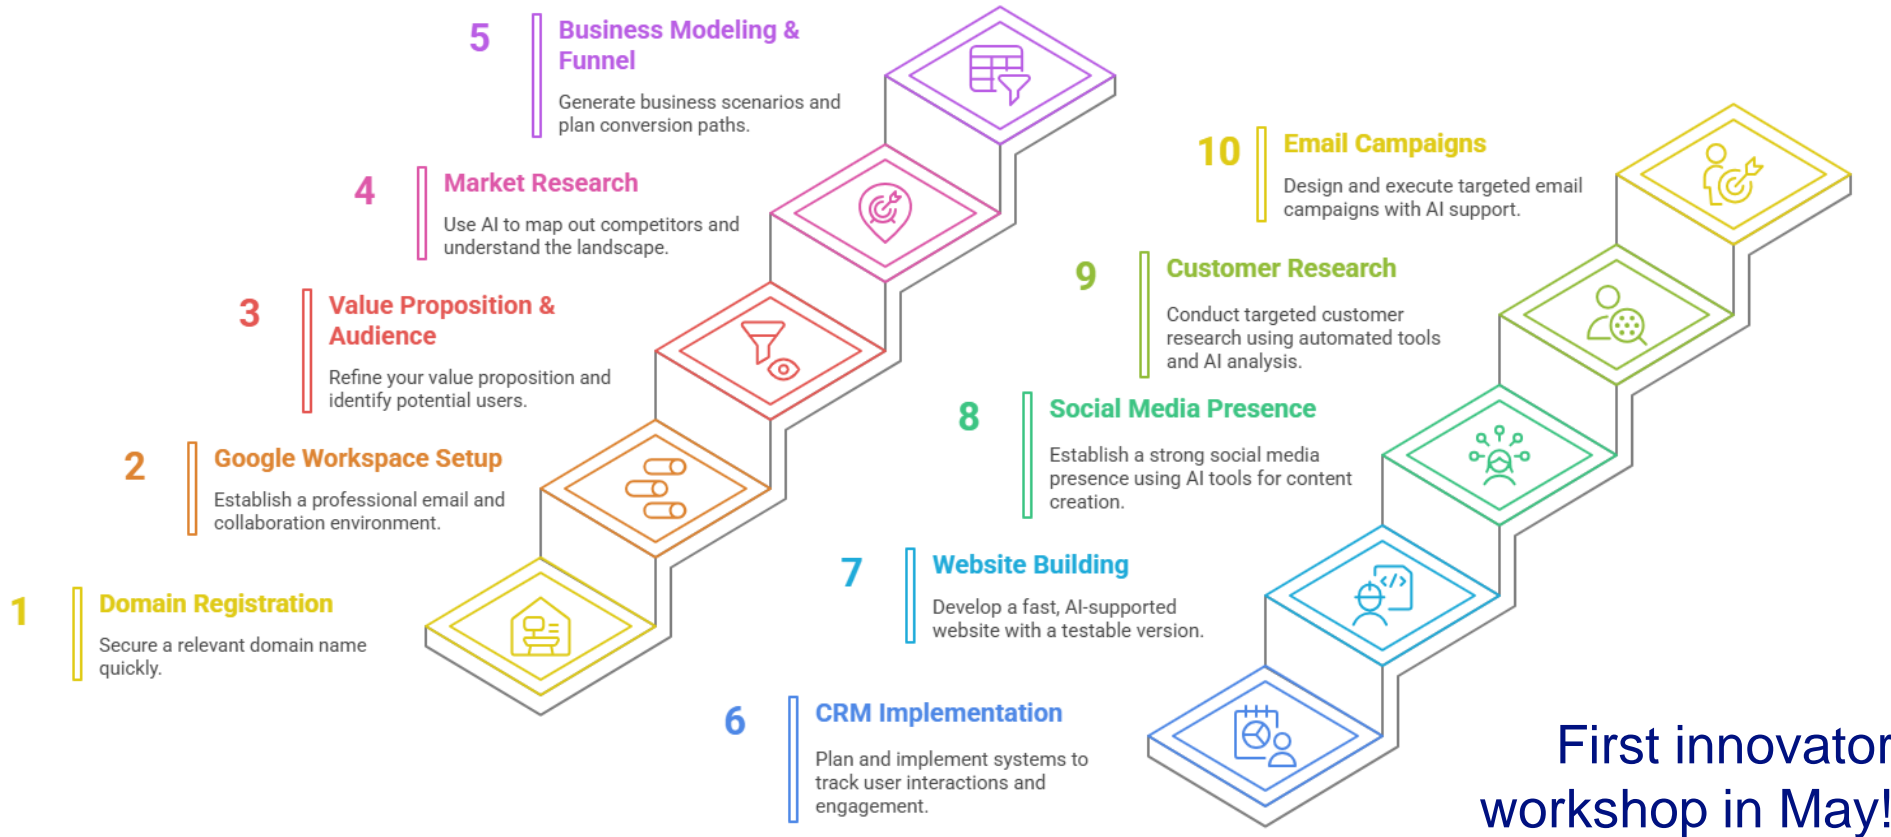 1
Domain Registration
Secure a relevant domain name
quickly.
2
Google Workspace Setup
Establish a professional email and
collaboration environment.
3
Value Proposition &
Audience
Refine your value proposition and
identify potential users.
4
Market Research
Use AI to map out competitors and
understand the landscape.
5
Business Modeling &
Funnel
Generate business scenarios and
plan conversion paths.
6
CRM Implementation
Plan and implement systems to
track user interactions and
engagement.
7
Website Building
Develop a fast, AI-supported
website with a testable version.
8
Social Media Presence
Establish a strong social media
presence using AI tools for content
creation.
9
Customer Research
Conduct targeted customer
research using automated tools
and AI analysis.
10
Email Campaigns
Design and execute targeted email
campaigns with AI support.
First innovator
workshop in May!